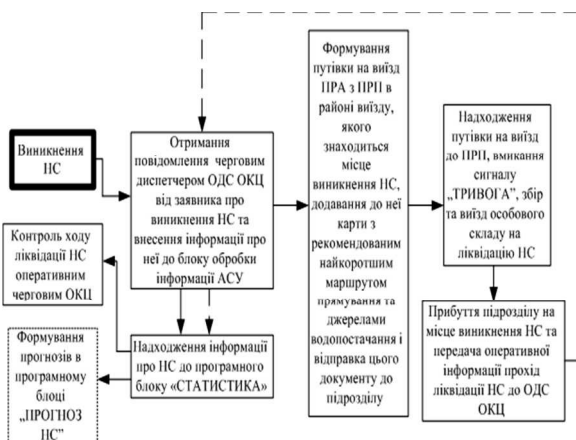 Виникнення
НС
Контроль ходу
ліквідації НС
оперативним
черговим ОКЦ
Формування
прогнозів в
програмному
блоці
„ПРОГНОЗ
НС"
Отримання
повідомлення черговим
диспетчером ОДС ОКЦ
від заявника про
виникнення НС та
внесення інформації про
неї до блоку обробки
інформації АСУ
Надходження інформації
про НС до програмного
блоку «СТАТИСТИКА»
Формування
путівки на виїзд
ПРА з ПРП в
районі виїзду,
якого
знаходиться
місце
виникнення НС,
додавання до неї
карти з
рекомендованим
найкоротшим
маршрутом
прямування та
джерелами
водопостачання і
відправка цього
документу до
підрозділу
Надходження
путівки на виїзд
до ПРП, вмикання
сигналу
„ТРИВОГА", збір
та виїзд особового
складу на
ліквідацію НС
Прибуття підрозділу на
місце виникнення НС та
передача оперативної
інформації прохід
ліквідації НС до ОДС
ОКЦ